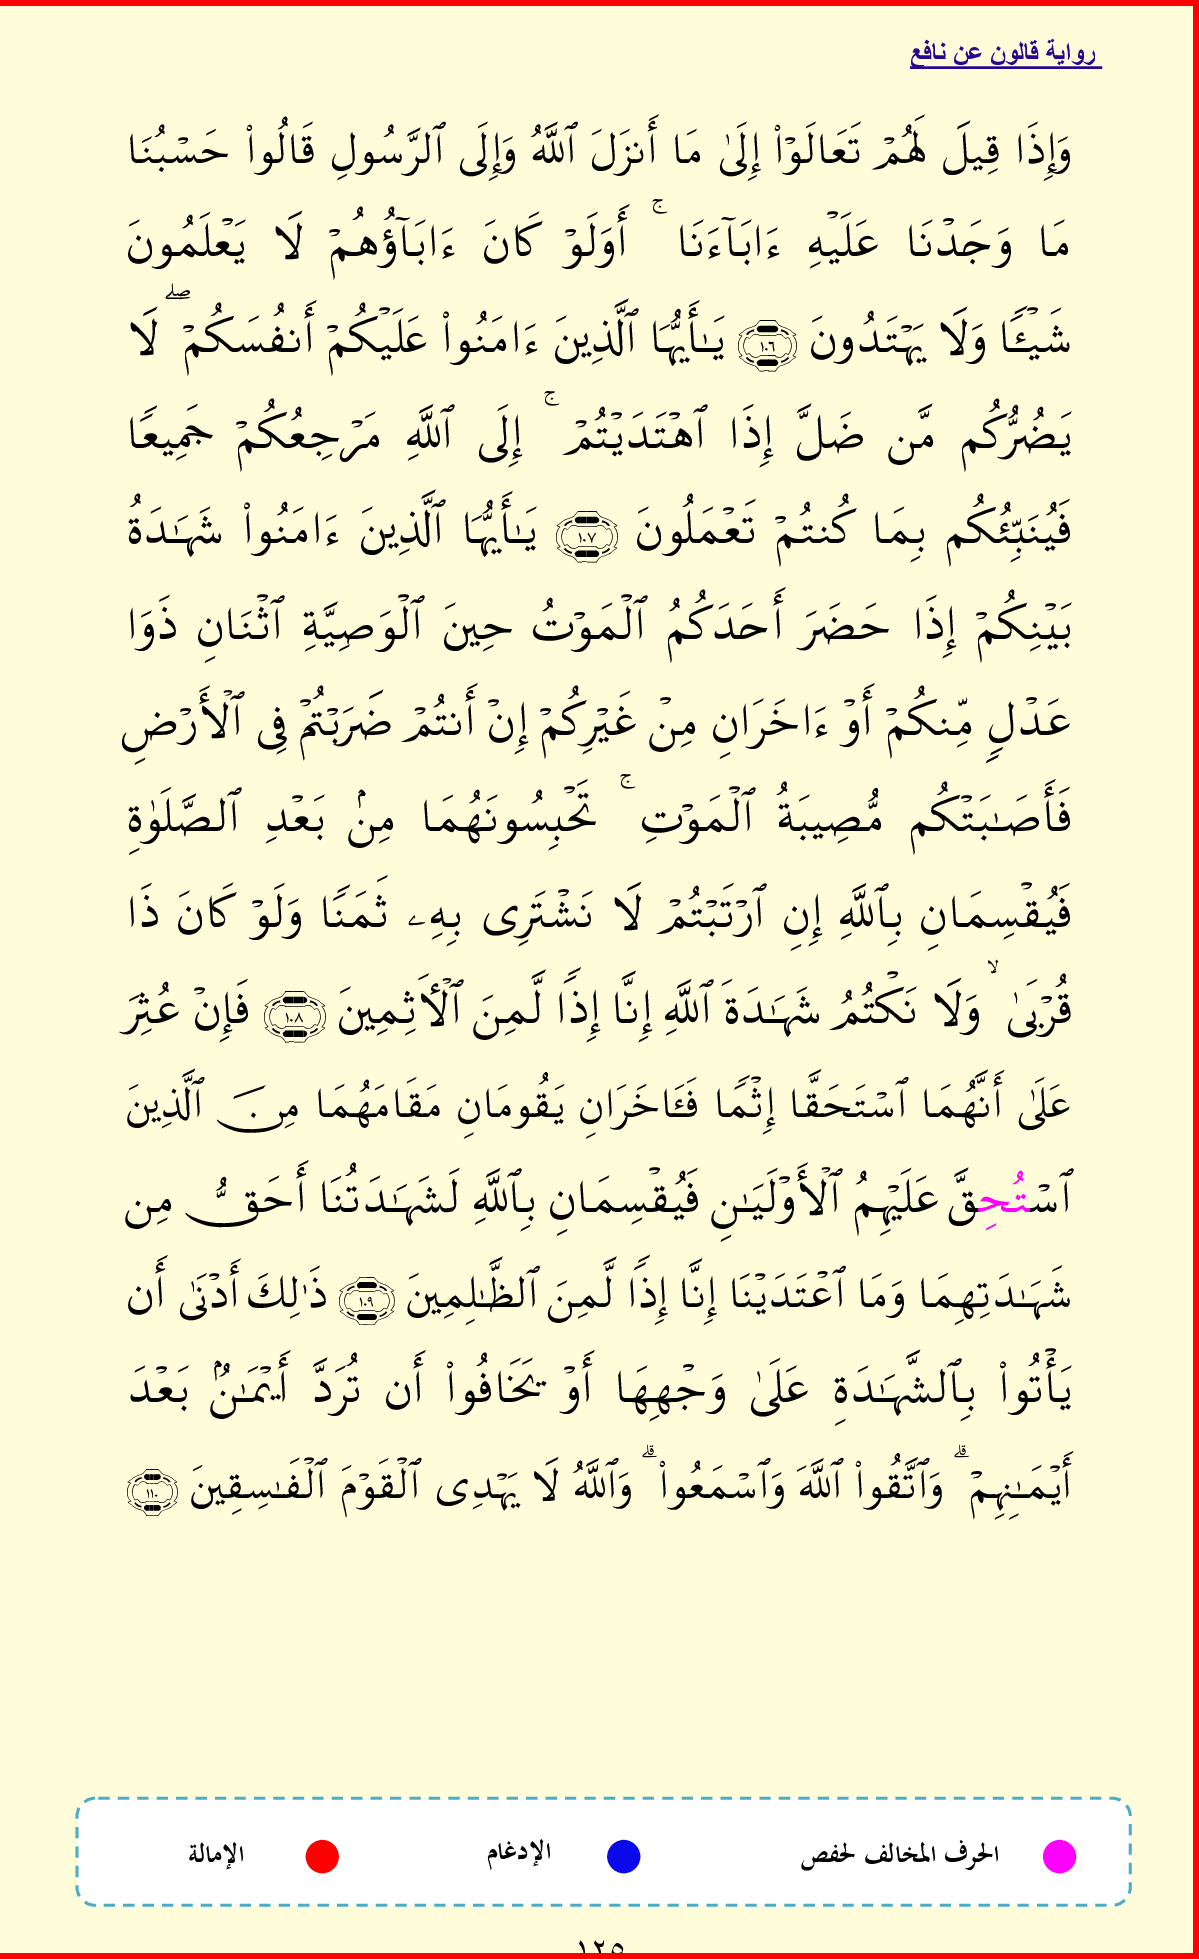 رواية قالون عن نافع
وَإِذَا قِيلَ لَهُمْ تَعَالَوْا۟ إِلَىٰ مَا أَنزَلَ ٱللَّهُ وَإِلَى ٱلرَّسُولِ قَالُوا۟ حَسْبُنَا
مَا وَجَدْنَا عَلَيْهِ ءَابَآءَنَا ۚ أَوَلَوْ كَانَ ءَابَآؤُهُمْ لَا يَعْلَمُونَ
شَيْـًٔا وَلَا يَهْتَدُونَ ١٠٦ يَـٰأَيُّهَا ٱلَّذِينَ ءَامَنُوا۟ عَلَيْكُمْ أَنفُسَكُمْ ۖ لَا
يَضُرُّكُم مَّن ضَلَّ إِذَا ٱهْتَدَيْتُمْ ۚ إِلَى ٱللَّهِ مَرْجِعُكُمْ جَمِيعًا
فَيُنَبِّئُكُم بِمَا كُنتُمْ تَعْمَلُونَ ١٠٧ يَـٰأَيُّهَا ٱلَّذِينَ ءَامَنُوا۟ شَهَـٰدَةُ
بَيْنِكُمْ إِذَا حَضَرَ أَحَدَكُمُ ٱلْمَوْتُ حِينَ ٱلْوَصِيَّةِ ٱثْنَانِ ذَوَا
عَدْلٍ مِّنكُمْ أَوْ ءَاخَرَانِ مِنْ غَيْرِكُمْ إِنْ أَنتُمْ ضَرَبْتُمْ فِى ٱلْأَرْضِ
فَأَصَـٰبَتْكُم مُّصِيبَةُ ٱلْمَوْتِ ۚ تَحْبِسُونَهُمَا مِنۢ بَعْدِ ٱلصَّلَوٰةِ
فَيُقْسِمَانِ بِٱللَّهِ إِنِ ٱرْتَبْتُمْ لَا نَشْتَرِى بِهِۦ ثَمَنًا وَلَوْ كَانَ ذَا
قُرْبَىٰ ۙ وَلَا نَكْتُمُ شَهَـٰدَةَ ٱللَّهِ إِنَّا إِذًا لَّمِنَ ٱلْـَٔاثِمِينَ ١٠٨ فَإِنْ عُثِرَ
عَلَىٰ أَنَّهُمَا ٱسْتَحَقَّا إِثْمًا فَـَٔاخَرَانِ يَقُومَانِ مَقَامَهُمَا مِنَ ٱلَّذِينَ
ٱسْتُحِقَّ عَلَيْهِمُ ٱلْأَوْلَيَـٰنِ فَيُقْسِمَانِ بِٱللَّهِ لَشَهَـٰدَتُنَا أَحَقُّ مِن
شَهَـٰدَتِهِمَا وَمَا ٱعْتَدَيْنَا إِنَّا إِذًا لَّمِنَ ٱلظَّـٰلِمِينَ ١٠٩ ذَٰلِكَ أَدْنَىٰ أَن
يَأْتُوا۟ بِٱلشَّهَـٰدَةِ عَلَىٰ وَجْهِهَا أَوْ يَخَافُوا۟ أَن تُرَدَّ أَيْمَـٰنٌۢ بَعْدَ
أَيْمَـٰنِهِمْ ۗ وَٱتَّقُوا۟ ٱللَّهَ وَٱسْمَعُوا۟ ۗ وَٱللَّهُ لَا يَهْدِى ٱلْقَوْمَ ٱلْفَـٰسِقِينَ ١١٠
الحرف المخالف لحفص الإدغام الإمالة
١٢٥